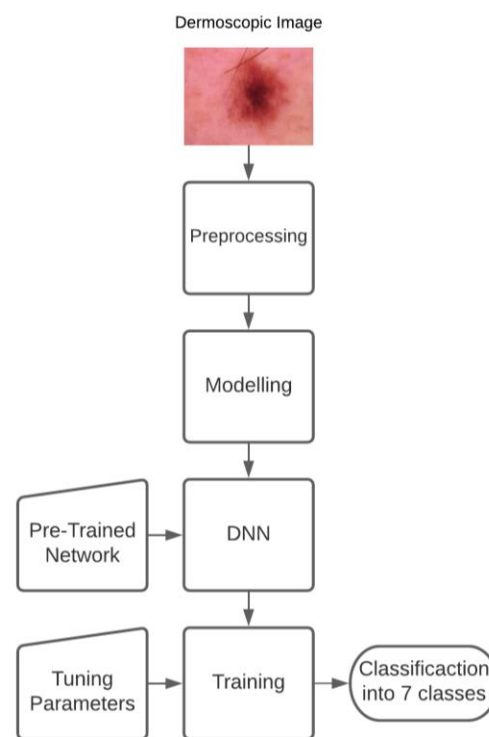 Dermoscopic Image
Preprocessing
Modelling
Pre-Trained
Network
DNN
Tuning
Parameters
Training
Classificaction
into 7 classes